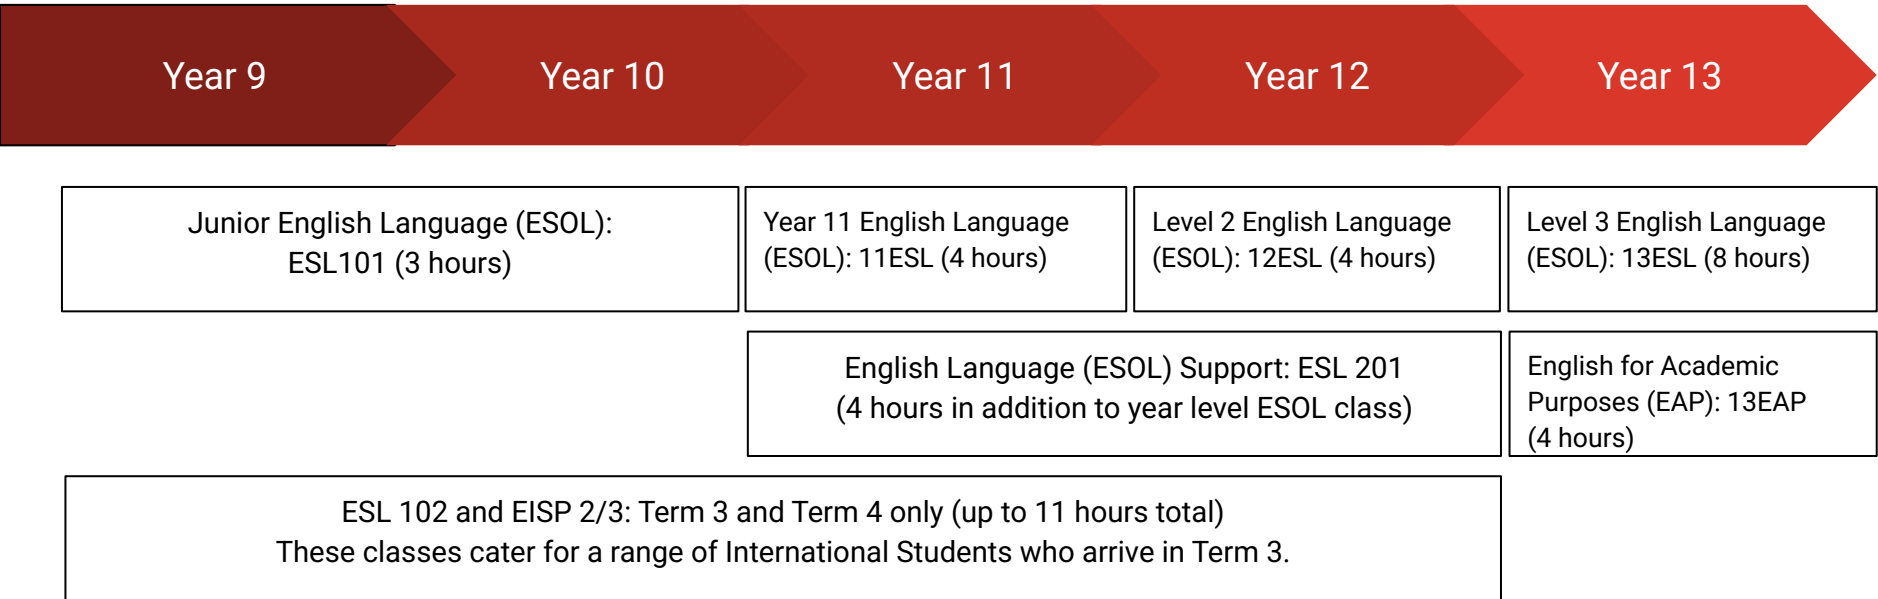 Year 9
Year 10
Year 11
Year 12
Year 13
Junior English Language (ESOL):
ESL101 (3 hours)
Year 11 English Language
(ESOL): 11ESL (4 hours)
Level 2 English Language
(ESOL): 12ESL (4 hours)
Level 3 English Language
(ESOL): 13ESL (8 hours)
English Language (ESOL) Support: ESL 201
(4 hours in addition to year level ESOL class)
English for Academic
Purposes (EAP): 13EAP
(4 hours)
ESL 102 and EISP 2/3: Term 3 and Term 4 only (up to 11 hours total)
These classes cater for a range of International Students who arrive in Term 3.